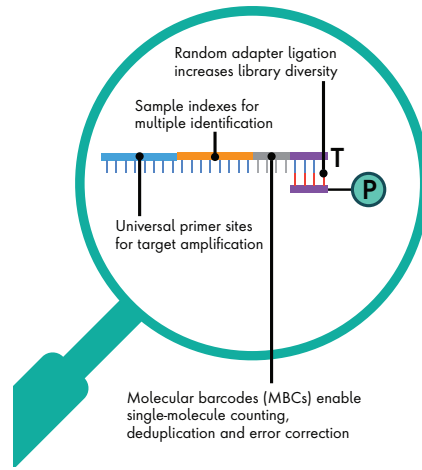 Random adapter ligation
increases library diversity
Sample indexes for
multiple identification
T
P
Universal primer sites
for target amplification
Molecular barcodes (MBCs) enable
single-molecule counting,
deduplication and error correction